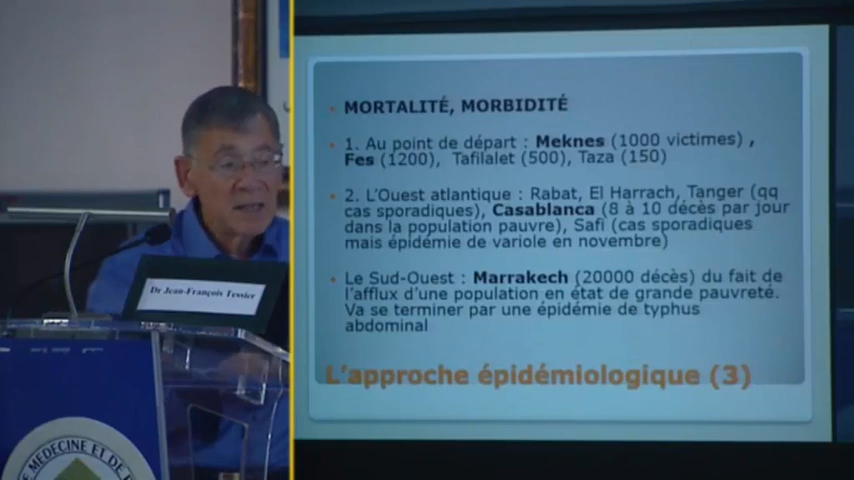 MORTALITÉ, MORBIDITÉ
1. Au point de départ : Meknes (1000 victimes) ,
Fes (1200), Tafilalet (500), Taza (150)
2. L'Ouest atlantique : Rabat, El Harrach, Tanger (qq
cas sporadiques), Casablanca (8 à 10 décès par jour
dans la population pauvre), Safi (cas sporadiques
mais épidémie de variole en novembre)
Le Sud-Ouest : Marrakech (20000 décès) du fait de
l'afflux d'une population en état de grande pauvreté.
Va se terminer par une épidémie de typhus
abdominal
L'approche épidémiologique (3)
Dr Jean-François Tessier
MEDECINE ET DE